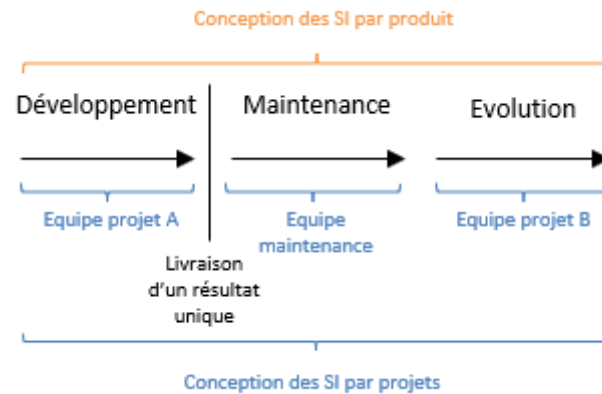 Conception des SI par produit
Développement
Maintenance
Evolution
Equipe projet A
Equipe
maintenance
Equipe projet B
Livraison
d'un résultat
unique
Conception des SI par projets